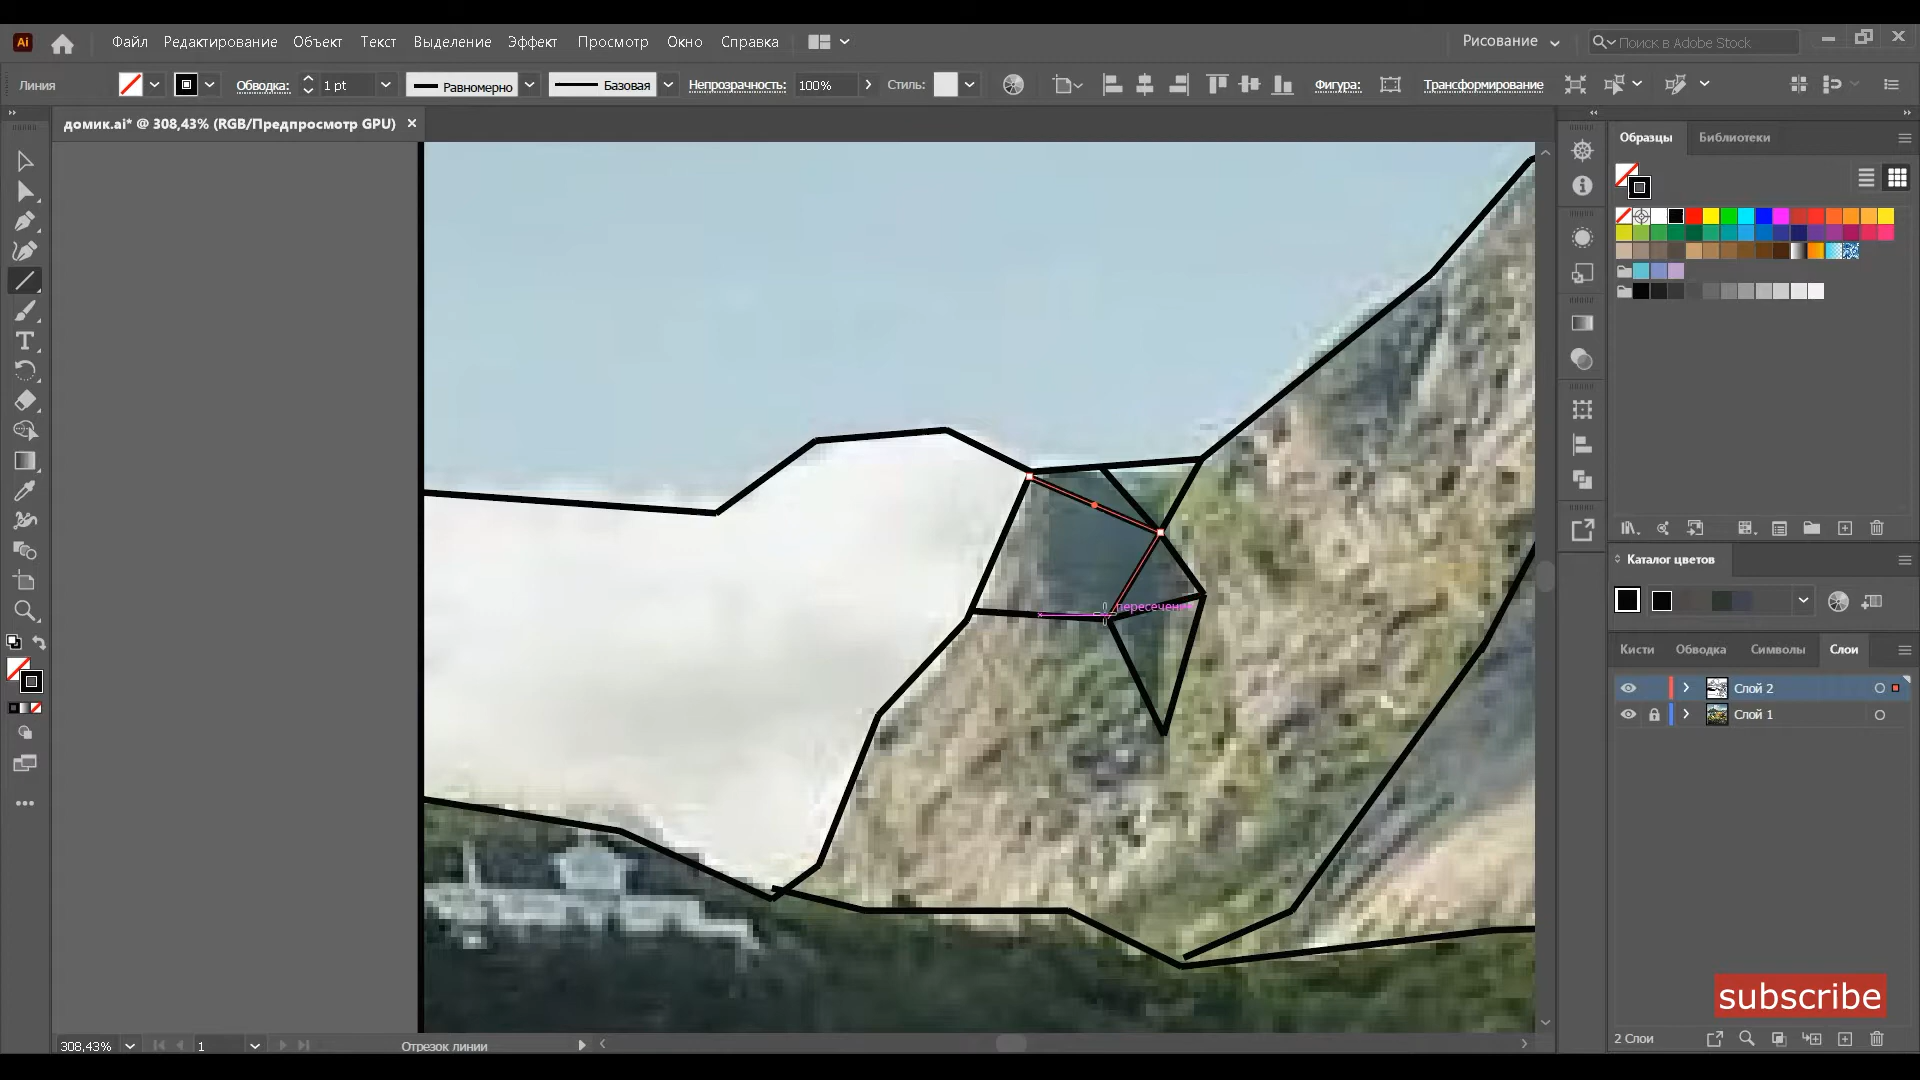 Ai Файл Редактирование Объект Текст Выделение Эффект Просмотр Окно Справка Рисование Поиск в Adobe Stock
Линия Обводка: 1 pt Равномерно Базовая Непрозрачность: 100% Стиль: Фигура: Трансформирование
домик.ai* @ 308,43% (RGB/Предпросмотр GPU) ×
Образцы Библиотеки
Каталог цветов
пересечение
Кисти Обводка Символы Слои
Слой 2
Слой 1
subscribe
308,43% 1 Отрезок линии 2 Слои